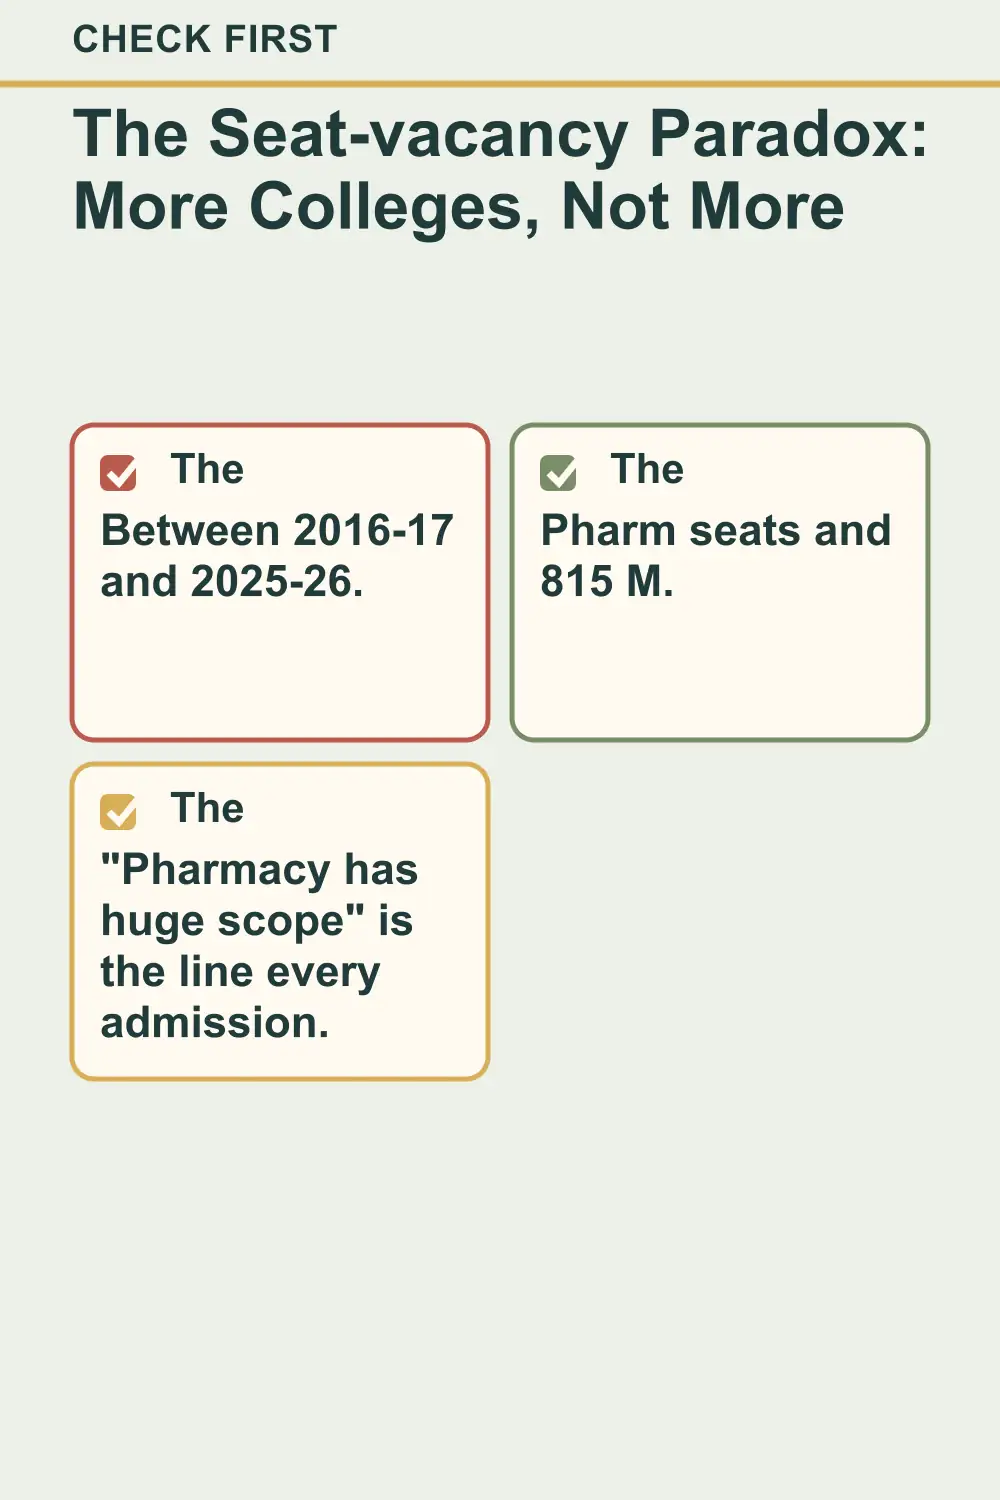 CHECK FIRST
The Seat-vacancy Paradox:
More Colleges, Not More
The
Between 2016-17
and 2025-26.
The
Pharm seats and
815 M.
The
"Pharmacy has
huge scope" is
the line every
admission.